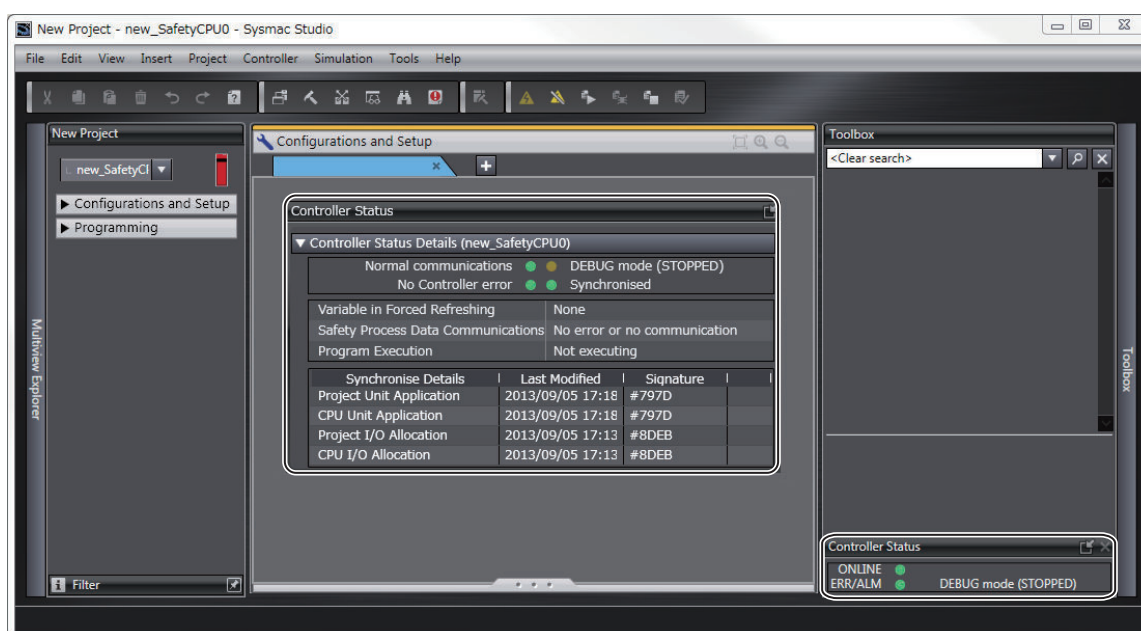 New Project - new_SafetyCPU0 - Sysmac Studio
File Edit View Insert Project Controller Simulation Tools Help
New Project
new_SafetyCl
Configurations and Setup
Programming
Multiview Explorer
Filter
Configurations and Setup
Controller Status
Controller Status Details (new_SafetyCPU0)
Normal communications DEBUG mode (STOPPED)
No Controller error Synchronised
Variable in Forced Refreshing None
Safety Process Data Communications No error or no communication
Program Execution Not executing
Synchronise Details Last Modified Signature
Project Unit Application 2013/09/05 17:18 #797D
CPU Unit Application 2013/09/05 17:18 #797D
Project I/O Allocation 2013/09/05 17:13 #8DEB
CPU I/O Allocation 2013/09/05 17:13 #8DEB
Toolbox
<Clear search>
Toolbox
Controller Status
ONLINE
ERR/ALM DEBUG mode (STOPPED)